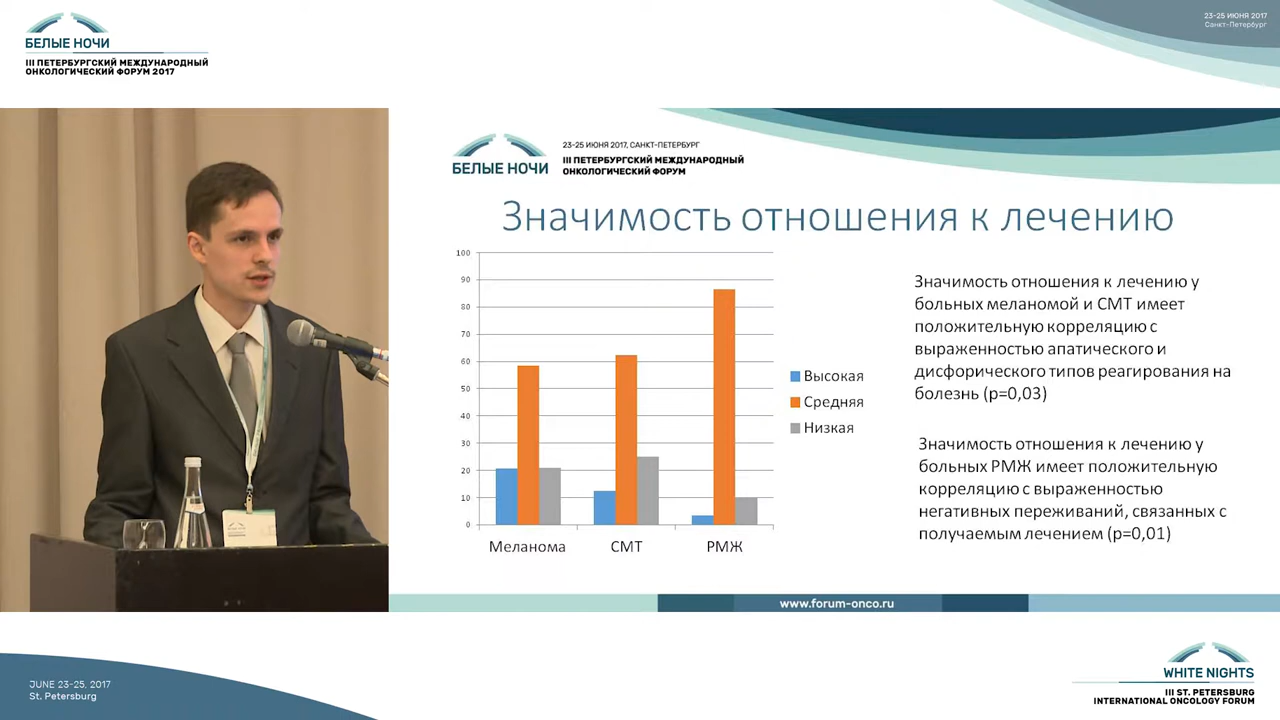 БЕЛЫЕ НОЧИ
III ПЕТЕРБУРГСКИЙ МЕЖДУНАРОДНЫЙ
ОНКОЛОГИЧЕСКИЙ ФОРУМ 2017
23-25 ИЮНЯ 2017
Санкт-Петербург
БЕЛЫЕ НОЧИ
23-25 ИЮНЯ 2017, САНКТ-ПЕТЕРБУРГ
III ПЕТЕРБУРГСКИЙ МЕЖДУНАРОДНЫЙ
ОНКОЛОГИЧЕСКИЙ ФОРУМ
Значимость отношения к лечению
100
90
80
70
60
50
40
30
20
10
0
Меланома
СМТ
РМЖ
Высокая
Средняя
Низкая
Значимость отношения к лечению у
больных меланомой и СМТ имеет
положительную корреляцию с
выраженностью апатического и
дисфорического типов реагирования на
болезнь (p=0,03)
Значимость отношения к лечению у
больных РМЖ имеет положительную
корреляцию с выраженностью
негативных переживаний, связанных с
получаемым лечением (p=0,01)
www.forum-onco.ru
JUNE 23-25, 2017
St. Petersburg
WHITE NIGHTS
III ST. PETERSBURG
INTERNATIONAL ONCOLOGY FORUM